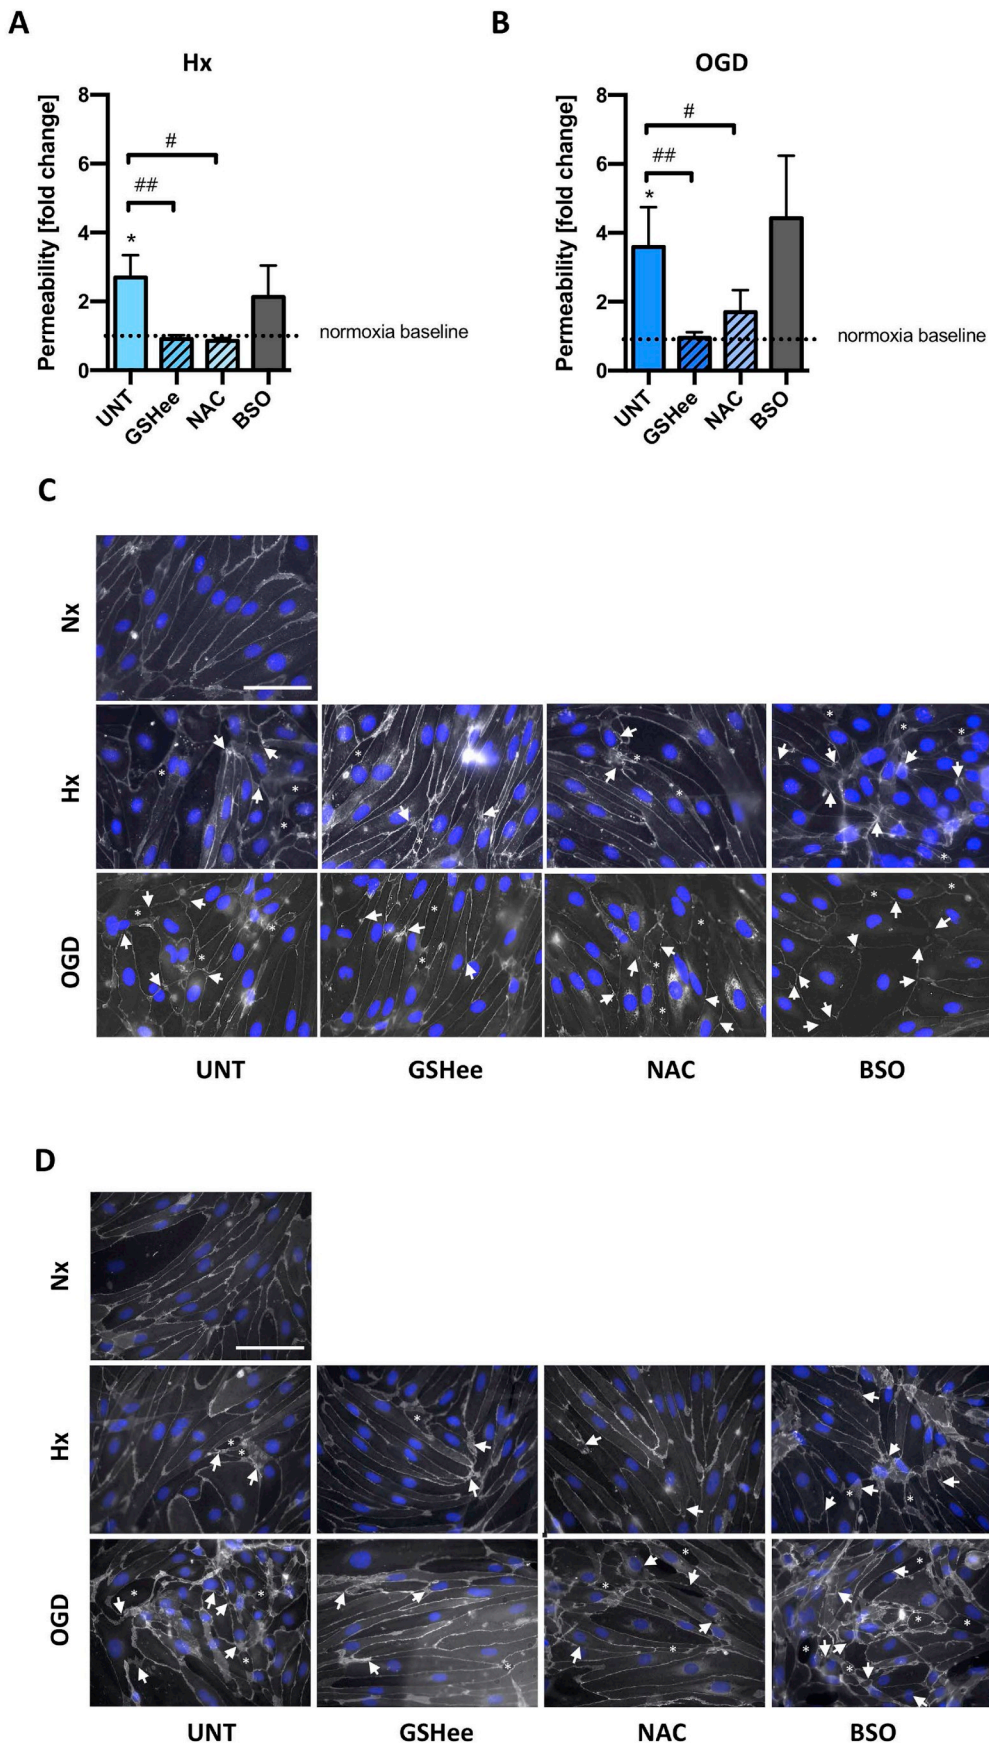 A
B
Hx
OGD
Permeability [fold change]
8
6
4
2
0
#
##
*
normoxia baseline
UNT
GSHee
NAC
BSO
Permeability [fold change]
8
6
4
2
0
#
##
*
normoxia baseline
UNT
GSHee
NAC
BSO
C
Nx
Hx
OGD
UNT GSHee NAC BSO
D
Nx
Hx
OGD
UNT GSHee NAC BSO